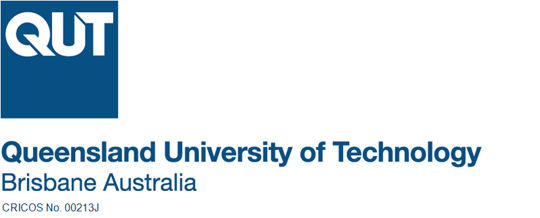 QUT
Queensland University of Technology
Brisbane Australia
CRICOS No. 00213J